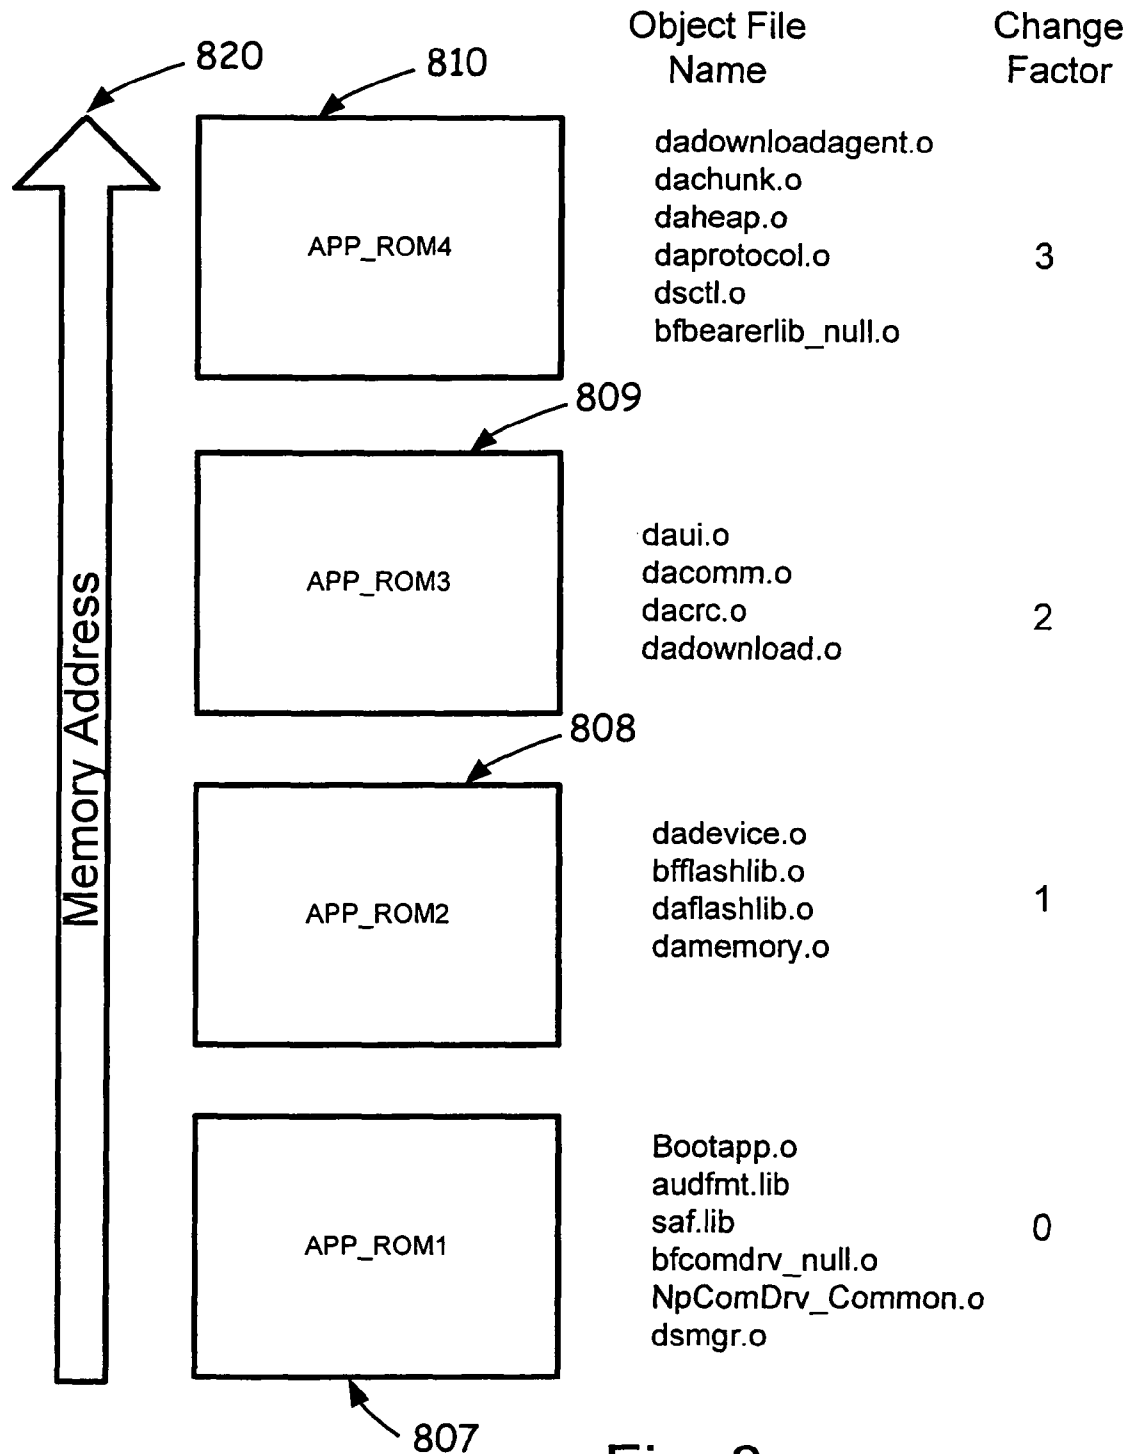 Object File Name
Change Factor
820
810
APP_ROM4
dadownloadagent.o
dachunk.o
daheap.o
daprotocol.o
dsctl.o
bfbearerlib_null.o
3
809
APP_ROM3
daui.o
dacomm.o
dacrc.o
dadownload.o
2
Memory Address
808
APP_ROM2
dadevice.o
bfflashlib.o
daflashlib.o
damemory.o
1
APP_ROM1
Bootapp.o
audfmt.lib
saf.lib
bfcomdrv_null.o
NpComDrv_Common.o
dsmgr.o
0
807